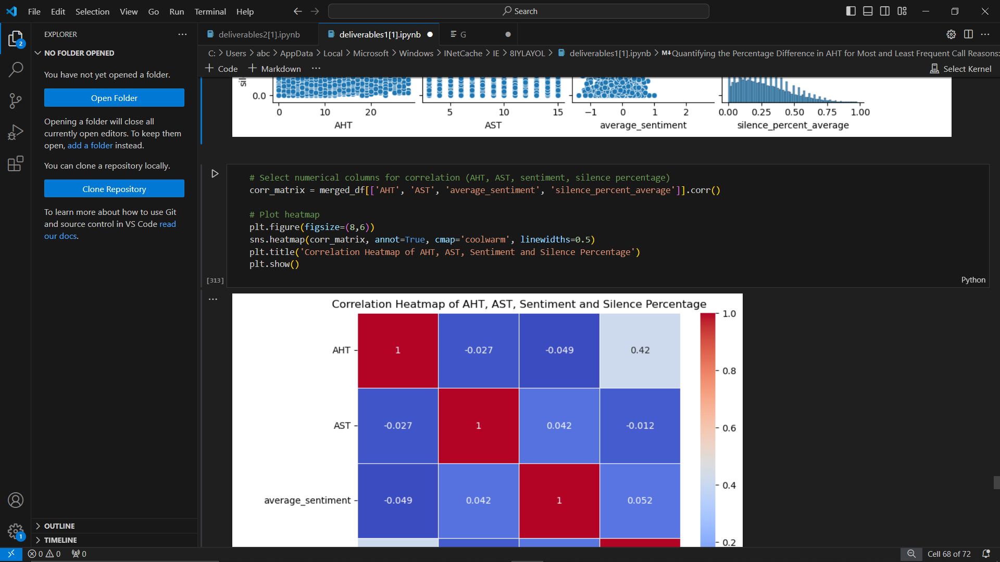 File Edit Selection View Go Run Terminal Help
Search
EXPLORER
deliverables2[1].ipynb
deliverables1[1].ipynb
G
NO FOLDER OPENED
C: > Users > abc > AppData > Local > Microsoft > Windows > INetCache > IE > 8IYLAYOL > deliverables1[1].ipynb > M↓Quantifying the Percentage Difference in AHT for Most and Least Frequent Call Reasons:
+ Code + Markdown ...
Select Kernel
You have not yet opened a folder.
Open Folder
Opening a folder will close all
currently open editors. To keep them
open, add a folder instead.
You can clone a repository locally.
Clone Repository
To learn more about how to use Git
and source control in VS Code read
our docs.
0.0
0 10 20
AHT
5 10 15
AST
−1 0 1 2
average_sentiment
0.00 0.25 0.50 0.75 1.00
silence_percent_average
# Select numerical columns for correlation (AHT, AST, sentiment, silence percentage)
corr_matrix = merged_df[['AHT', 'AST', 'average_sentiment', 'silence_percent_average']].corr()
# Plot heatmap
plt.figure(figsize=(8,6))
sns.heatmap(corr_matrix, annot=True, cmap='coolwarm', linewidths=0.5)
plt.title('Correlation Heatmap of AHT, AST, Sentiment and Silence Percentage')
plt.show()
[313]
Python
Correlation Heatmap of AHT, AST, Sentiment and Silence Percentage
AHT 1 -0.027 -0.049 0.42
AST -0.027 1 0.042 -0.012
average_sentiment -0.049 0.042 1 0.052
1.0
0.8
0.6
0.4
0.2
OUTLINE
TIMELINE
2
1
0 0 0
Cell 68 of 72